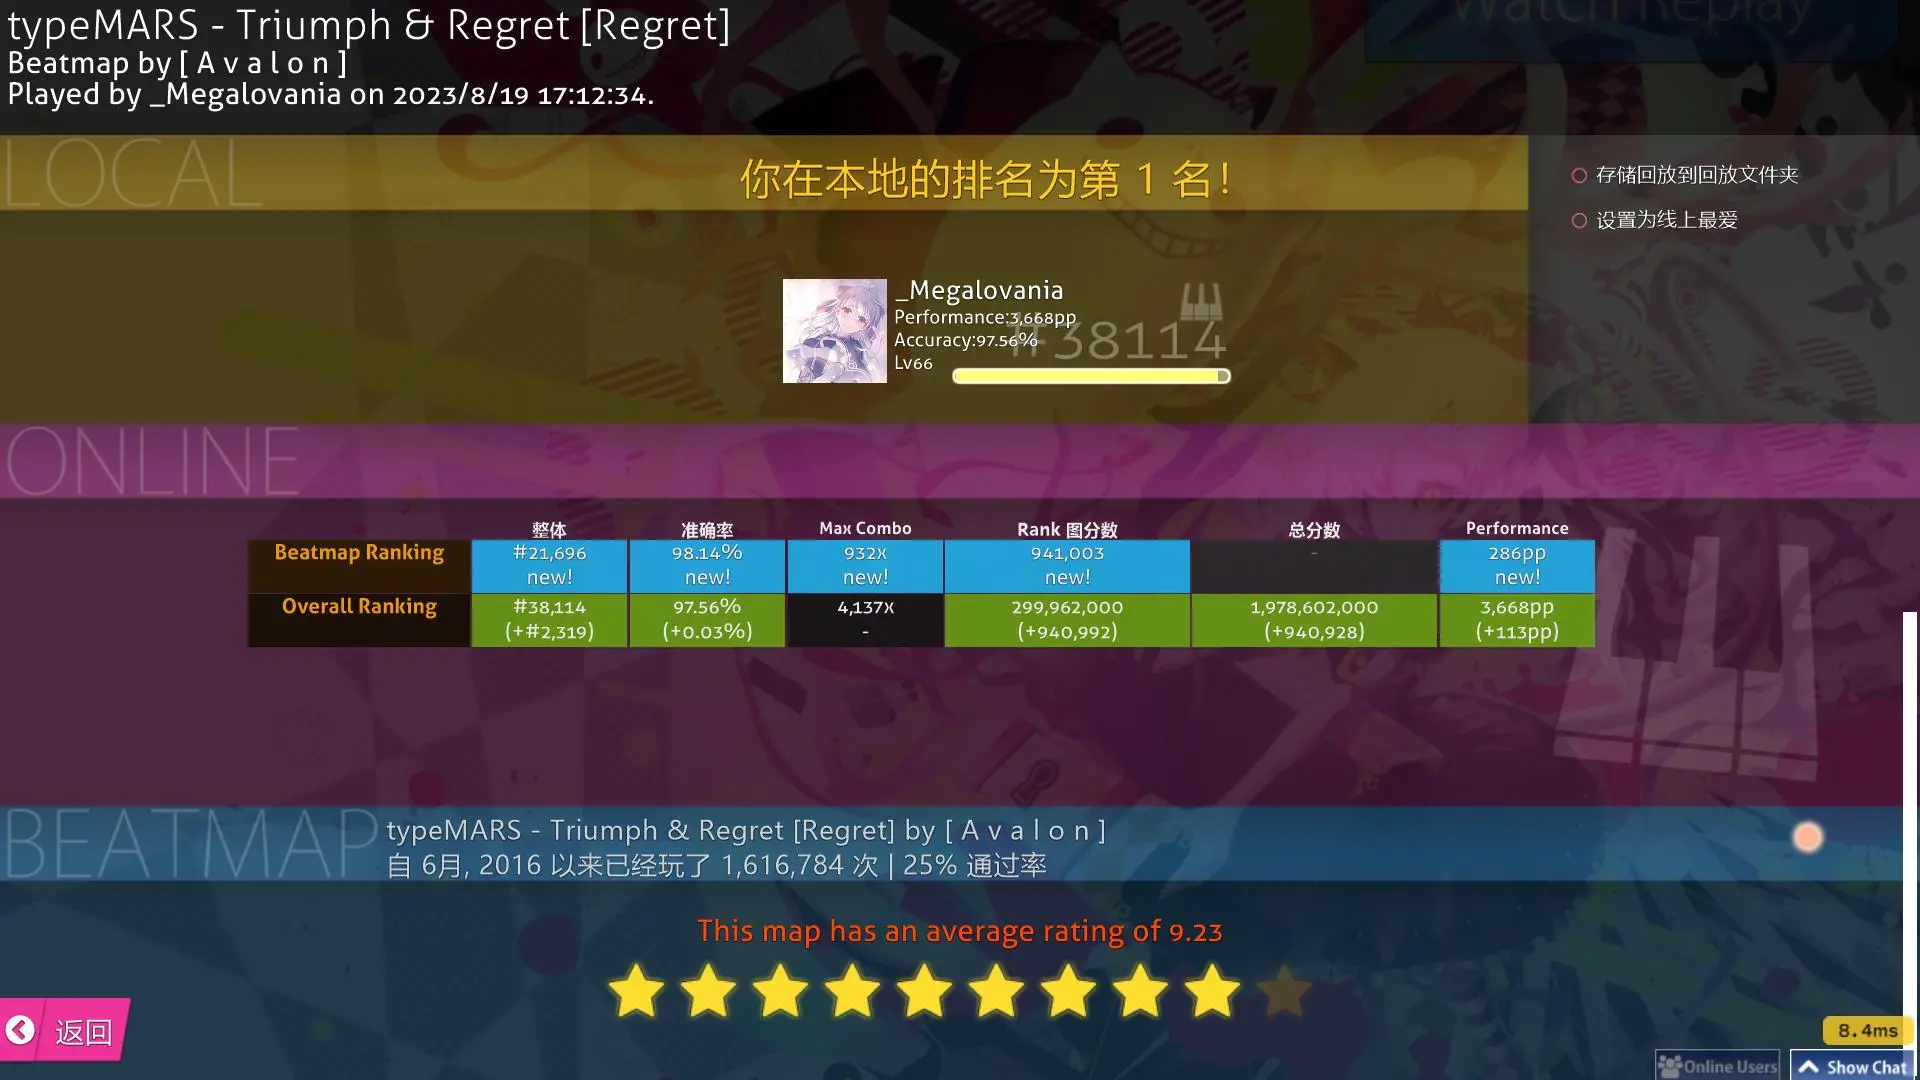 typeMARS - Triumph & Regret [Regret]
Beatmap by [ A v a l o n ]
Played by _Megalovania on 2023/8/19 17:12:34.
Watch Replay
LOCAL
你在本地的排名为第 1 名!
存储回放到回放文件夹
设置为线上最爱
_Megalovania
Performance:3,668pp
Accuracy:97.56%
Lv66
#38114
ONLINE
整体 准确率 Max Combo Rank 图分数 总分数 Performance
Beatmap Ranking #21,696 98.14% 932x 941,003 - 286pp
new! new! new! new! new!
Overall Ranking #38,114 97.56% 4,137x 299,962,000 1,978,602,000 3,668pp
(+#2,319) (+0.03%) - (+940,992) (+940,928) (+113pp)
BEATMAP
typeMARS - Triumph & Regret [Regret] by [ A v a l o n ]
自 6月, 2016 以来已经玩了 1,616,784 次 | 25% 通过率
This map has an average rating of 9.23
返回
8.4ms
Online Users
Show Chat